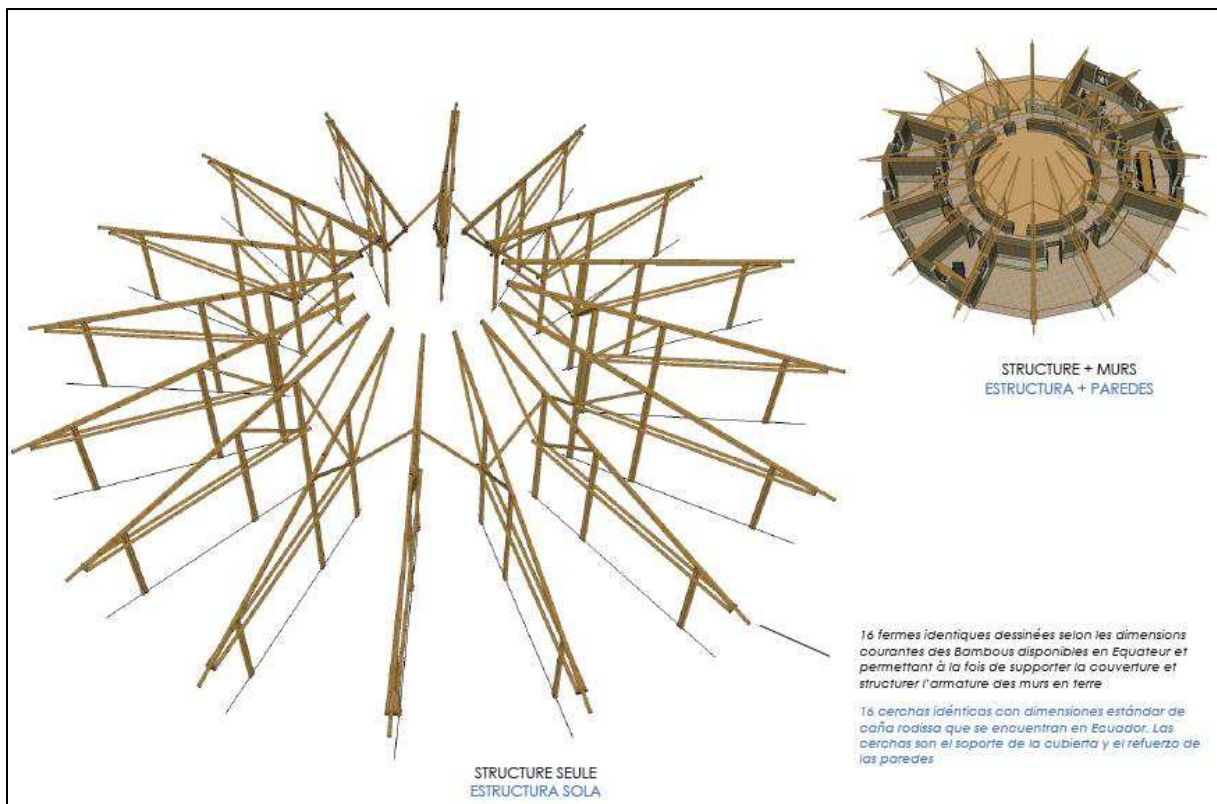 STRUCTURE + MURS
ESTRUCTURA + PAREDES
16 fermes identiques dessinées selon les dimensions
courantes des Bambous disponibles en Equateur et
permettant à la fois de supporter la couverture et
structurer l'armature des murs en terre
16 cerchas idénticas con dimensiones estándar de
caña rodissa que se encuentran en Ecuador. Las
cerchas son el soporte de la cubierta y el refuerzo de
las paredes
STRUCTURE SEULE
ESTRUCTURA SOLA